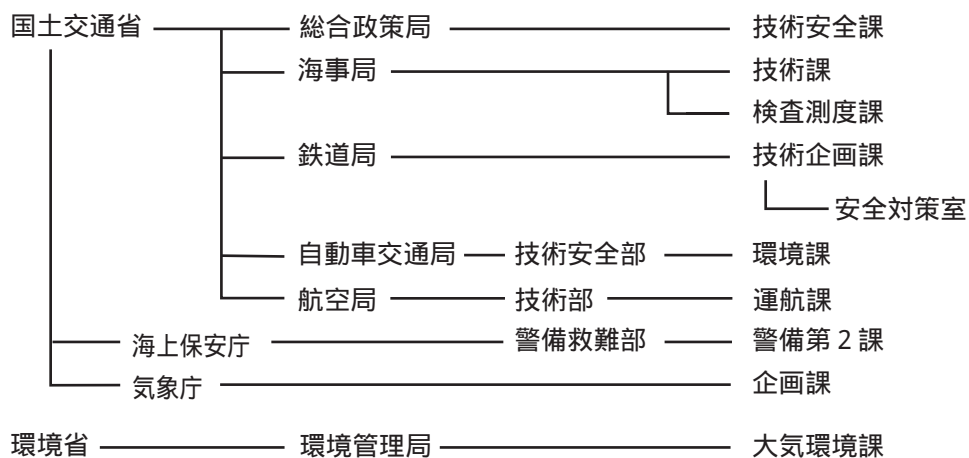 国土交通省 総合政策局 技術安全課
海事局 技術課
検査測度課
鉄道局 技術企画課
安全対策室
自動車交通局 技術安全部 環境課
航空局 技術部 運航課
海上保安庁 警備救難部 警備第2課
気象庁 企画課
環境省 環境管理局 大気環境課